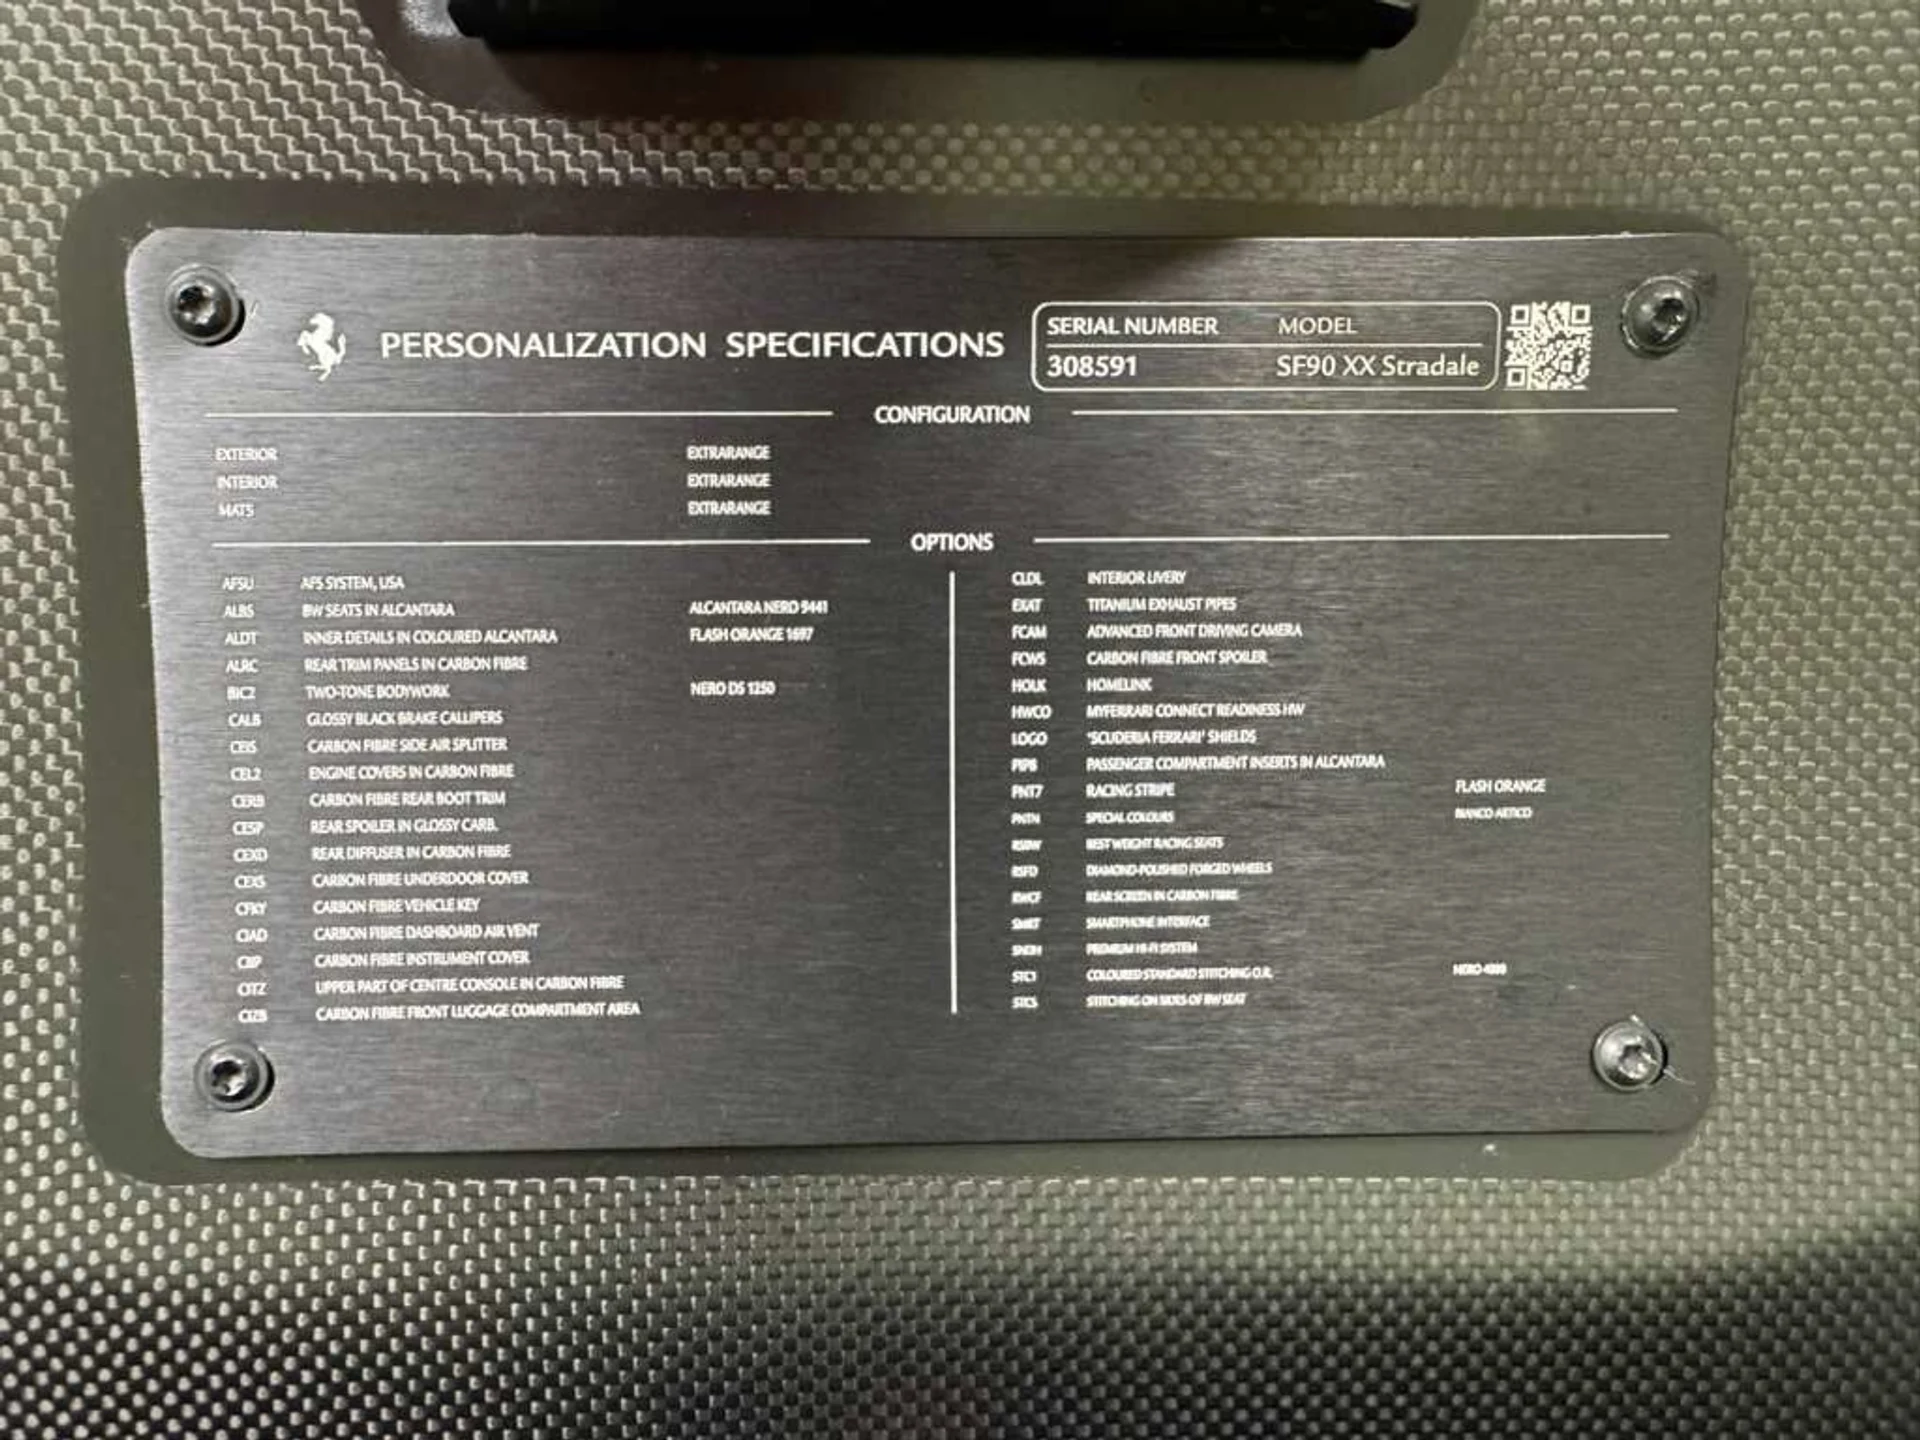 PERSONALIZATION SPECIFICATIONS
SERIAL NUMBER MODEL
308591 SF90 XX Stradale
CONFIGURATION
EXTERIOR EXTRARANGE
INTERIOR EXTRARANGE
MATS EXTRARANGE
OPTIONS
AFSU AFS SYSTEM, USA
ALBS BW SEATS IN ALCANTARA ALCANTARA NERO 9441
ALDT INNER DETAILS IN COLOURED ALCANTARA FLASH ORANGE 1697
ALRC REAR TRIM PANELS IN CARBON FIBRE
BIC2 TWO-TONE BODYWORK NERO DS 1250
CALB GLOSSY BLACK BRAKE CALLIPERS
CEIS CARBON FIBRE SIDE AIR SPLITTER
CEL2 ENGINE COVERS IN CARBON FIBRE
CERB CARBON FIBRE REAR BOOT TRIM
CESP REAR SPOILER IN GLOSSY CARB.
CEXD REAR DIFFUSER IN CARBON FIBRE
CEXS CARBON FIBRE UNDERDOOR COVER
CFKY CARBON FIBRE VEHICLE KEY
CIAD CARBON FIBRE DASHBOARD AIR VENT
CARBON FIBRE INSTRUMENT COVER
CITZ UPPER PART OF CENTRE CONSOLE IN CARBON FIBRE
CIZB CARBON FIBRE FRONT LUGGAGE COMPARTMENT AREA
CLDL INTERIOR LIVERY
EXAT TITANIUM EXHAUST PIPES
FCAM ADVANCED FRONT DRIVING CAMERA
FCWS CARBON FIBRE FRONT SPOILER
HOLK HOMELINK
HWCO MYFERRARI CONNECT READINESS HW
LOGO 'SCUDERIA FERRARI' SHIELDS
PIPB PASSENGER COMPARTMENT INSERTS IN ALCANTARA
PNT7 RACING STRIPE FLASH ORANGE
PNTN SPECIAL COLOURS BIANCO ARTICO
RSBW BEST WEIGHT RACING SEATS
RSFD DIAMOND-POLISHED FORGED WHEELS
RWCF REAR SCREEN IN CARBON FIBRE
SMRT SMARTPHONE INTERFACE
SNDH PREMIUM HI-FI SYSTEM
STC1 COLOURED STANDARD STITCHING O.R. NERO
STCS STITCHING ON SIDES OF BW SEAT